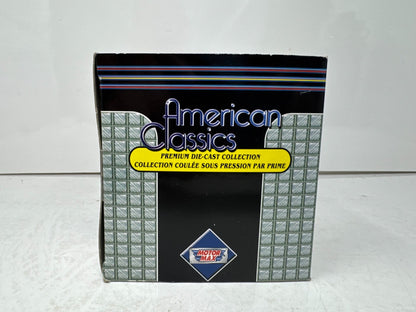 American
Classics
PREMIUM DIE-CAST COLLECTION
COLLECTION COULÉE SOUS PRESSION PAR PRIME
MOTOR
MAX